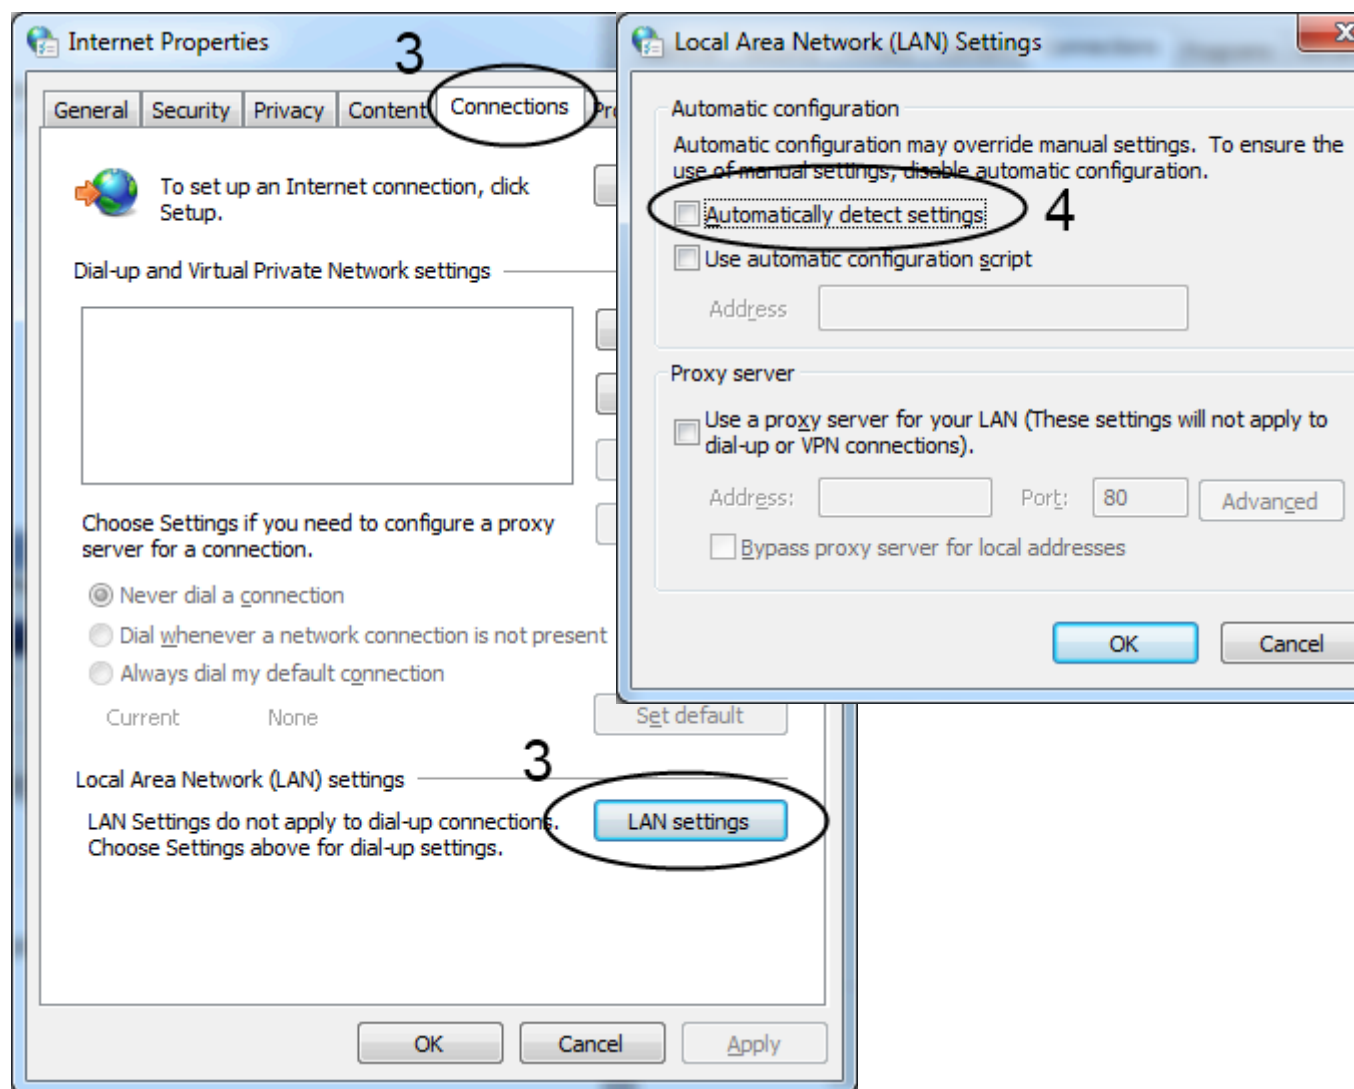 Internet Properties
3
General Security Privacy Content Connections
To set up an Internet connection, click
Setup.
Dial-up and Virtual Private Network settings
Choose Settings if you need to configure a proxy
server for a connection.
Never dial a connection
Dial whenever a network connection is not present
Always dial my default connection
Current None
Set default
3
Local Area Network (LAN) settings
LAN Settings do not apply to dial-up connections.
Choose Settings above for dial-up settings.
LAN settings
OK Cancel Apply
Local Area Network (LAN) Settings
Automatic configuration
Automatic configuration may override manual settings. To ensure the
use of manual settings, disable automatic configuration.
Automatically detect settings
4
Use automatic configuration script
Address
Proxy server
Use a proxy server for your LAN (These settings will not apply to
dial-up or VPN connections).
Address: Port: 80 Advanced
Bypass proxy server for local addresses
OK Cancel